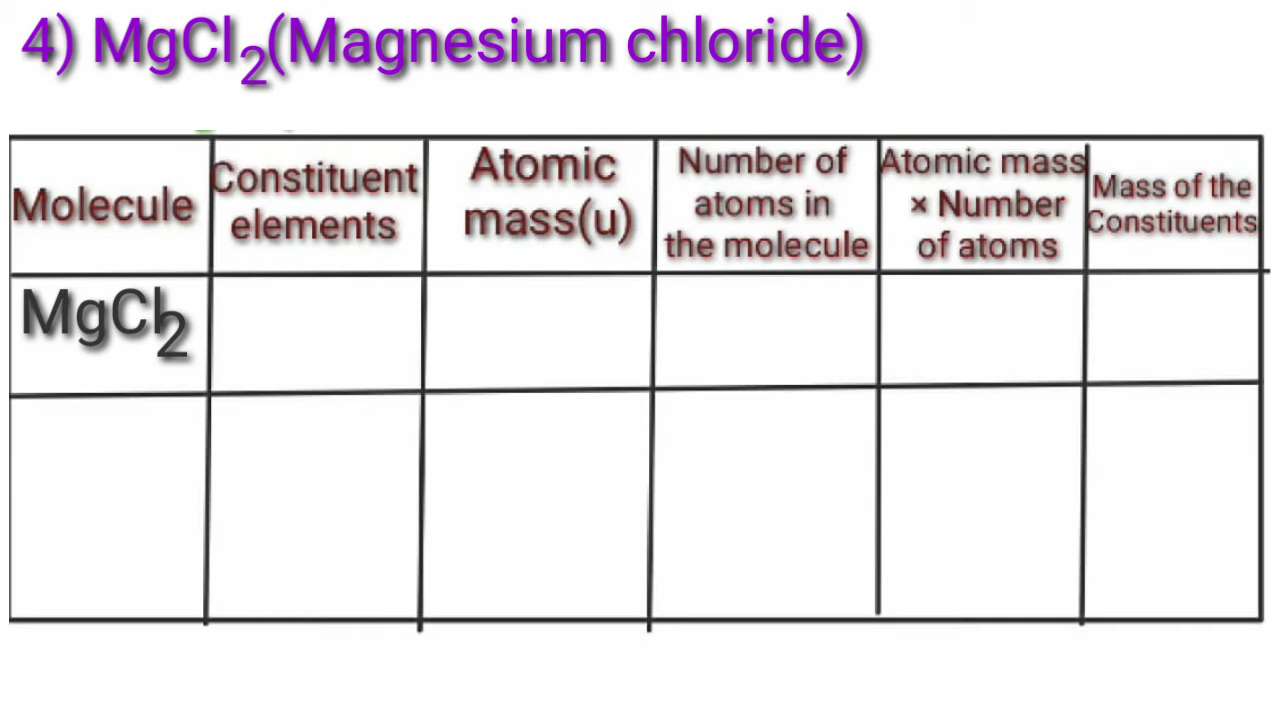 4) MgCl2(Magnesium chloride)
Molecule
Constituent
elements
Atomic
mass(u)
Number of
atoms in
the molecule
Atomic mass
× Number
of atoms
Mass of the
Constituents
MgCl2